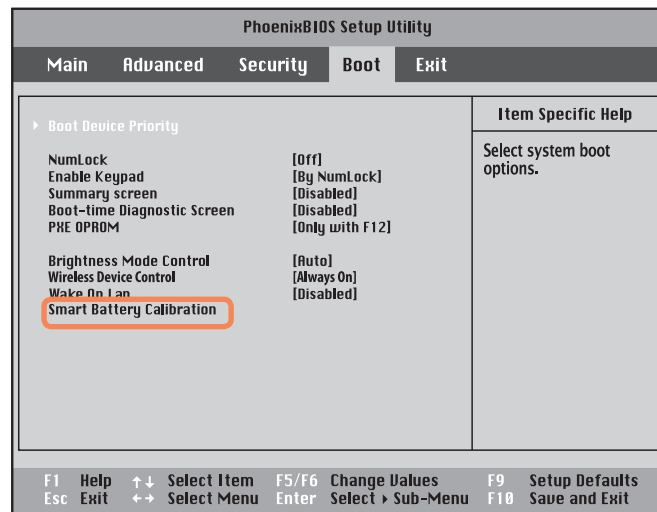 PhoenixBIOS Setup Utility
Main Advanced Security Boot Exit
Boot Device Priority
NumLock [Off]
Enable Keypad [By NumLock]
Summary screen [Disabled]
Boot-time Diagnostic Screen [Disabled]
PXE OPROM [Only with F12]
Brightness Mode Control [Auto]
Wireless Device Control [Always On]
Wake On Lan [Disabled]
Smart Battery Calibration
Item Specific Help
Select system boot
options.
F1 Help ↑↓ Select Item F5/F6 Change Values F9 Setup Defaults
Esc Exit ←→ Select Menu Enter Select ▸ Sub-Menu F10 Save and Exit